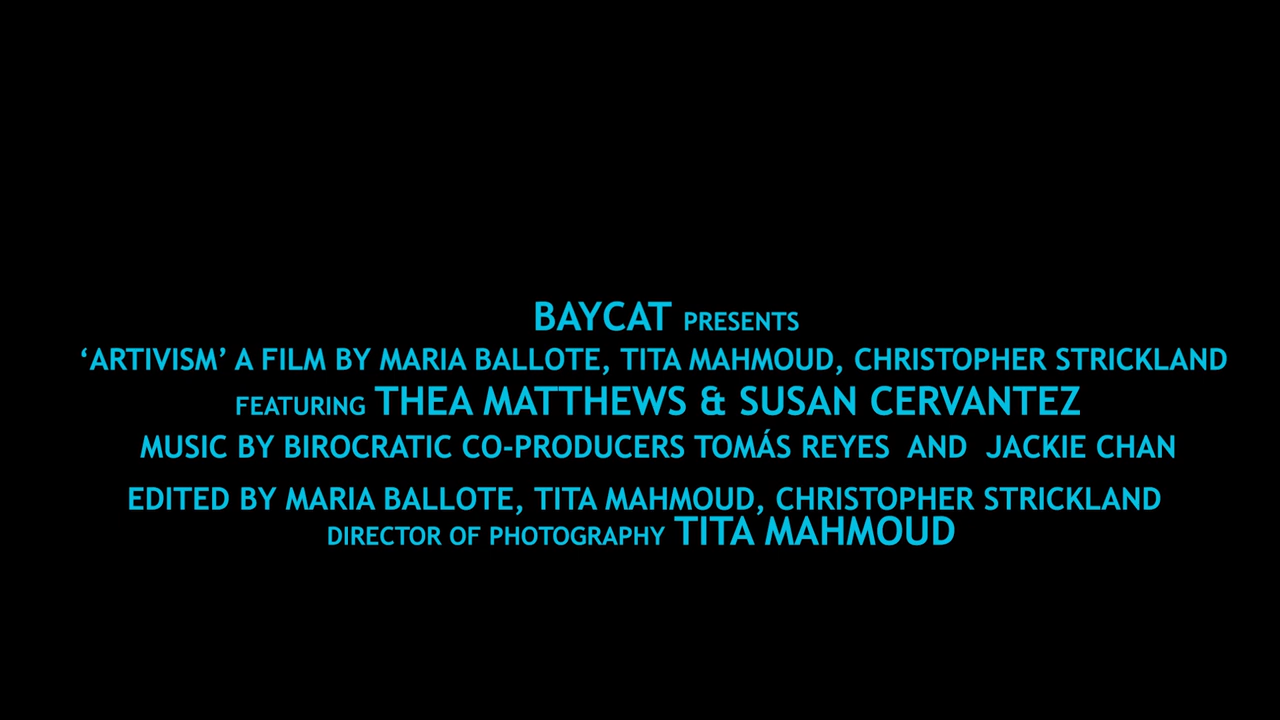 BAYCAT PRESENTS
‘ARTIVISM’ A FILM BY MARIA BALLOTE, TITA MAHMOUD, CHRISTOPHER STRICKLAND
FEATURING THEA MATTHEWS & SUSAN CERVANTEZ
MUSIC BY BIROCRATIC CO-PRODUCERS TOMÁS REYES AND JACKIE CHAN
EDITED BY MARIA BALLOTE, TITA MAHMOUD, CHRISTOPHER STRICKLAND
DIRECTOR OF PHOTOGRAPHY TITA MAHMOUD